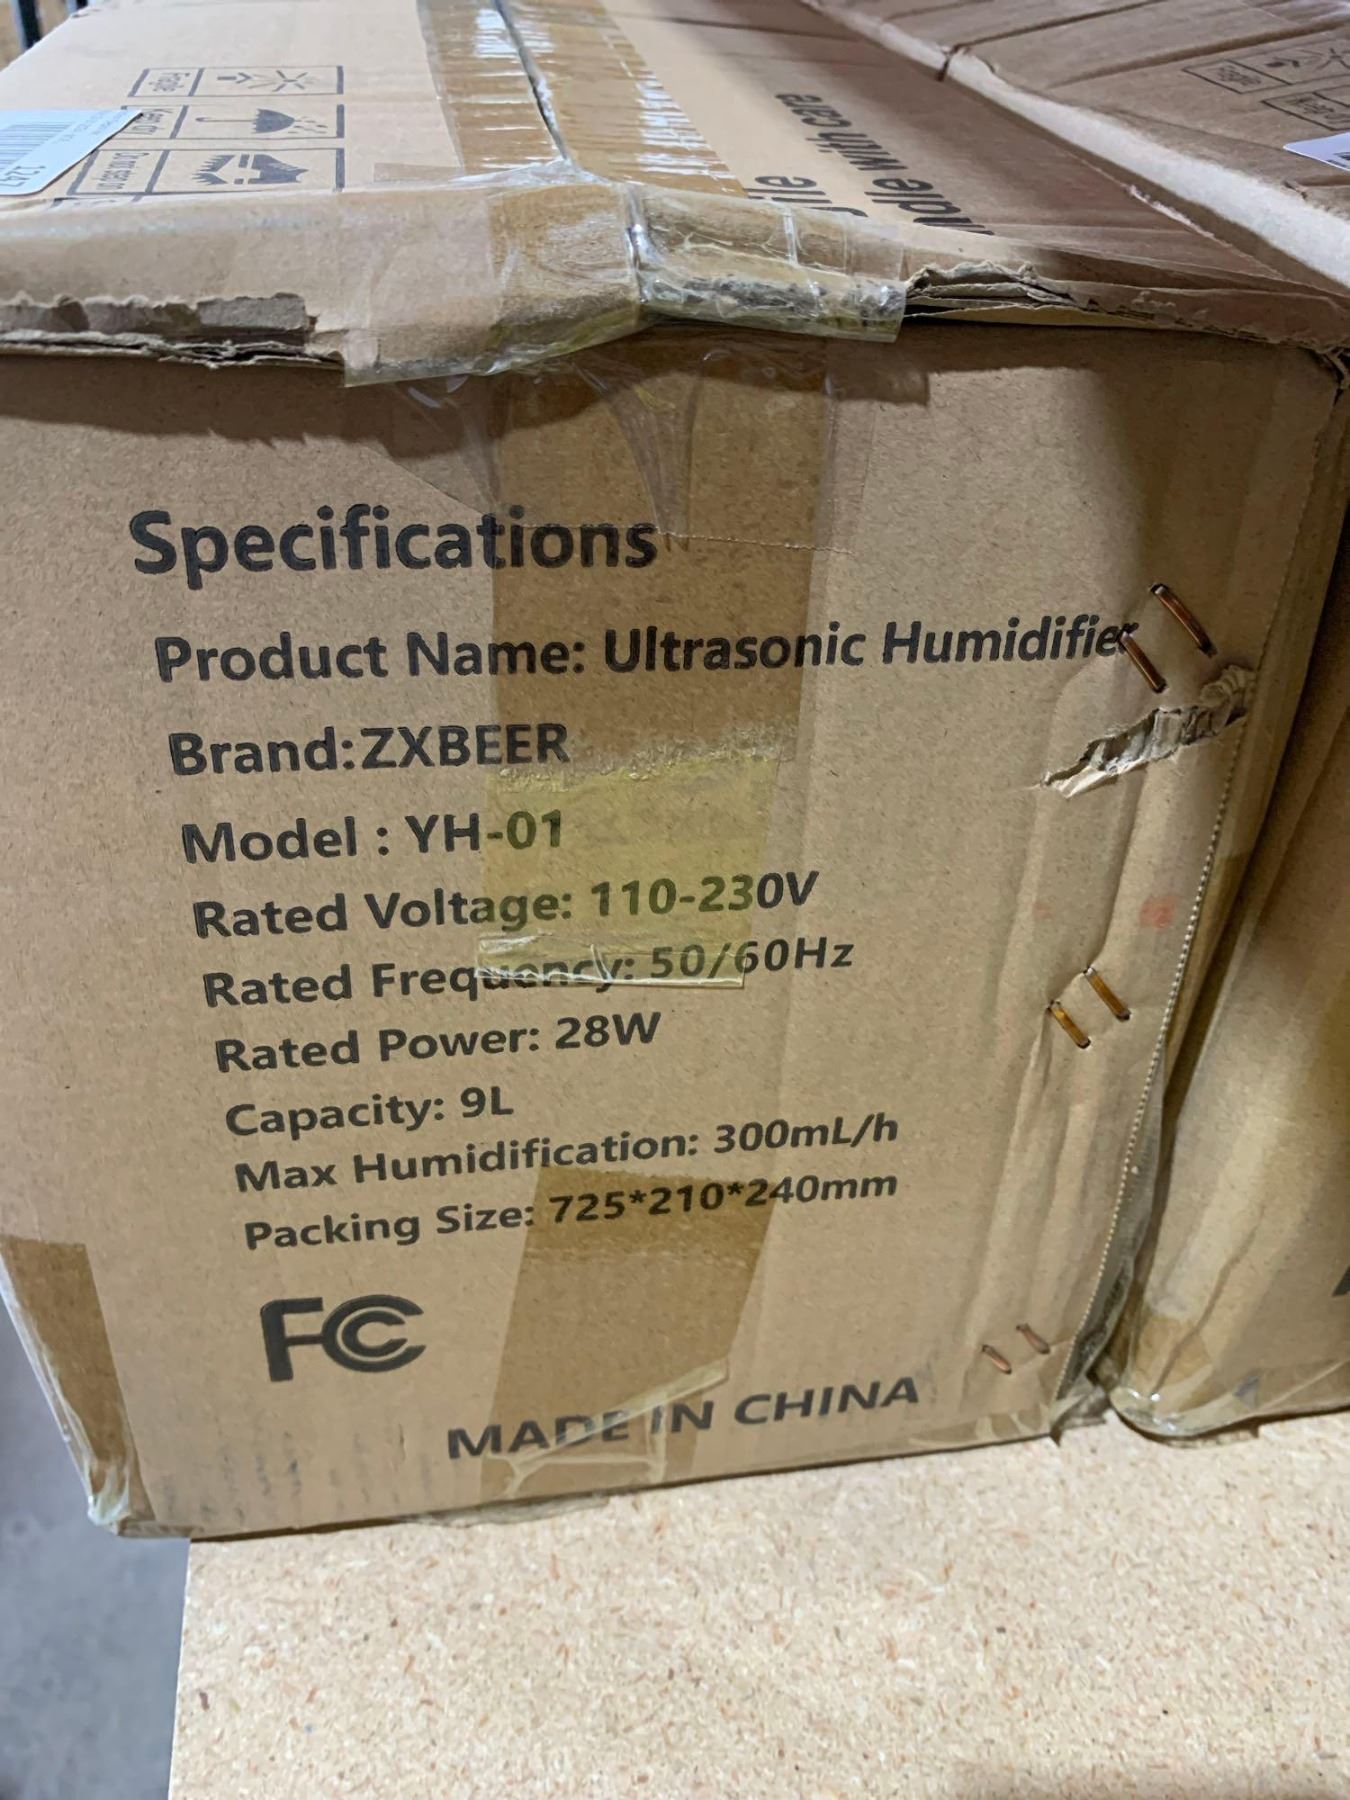 Fragile
1247
Handle with care
Specifications
Product Name: Ultrasonic Humidifier
Brand:ZXBEER
Model : YH-01
Rated Voltage: 110-230V
Rated Frequency: 50/60Hz
Rated Power: 28W
Capacity: 9L
Max Humidification: 300mL/h
Packing Size: 725*210*240mm
FC
MADE IN CHINA